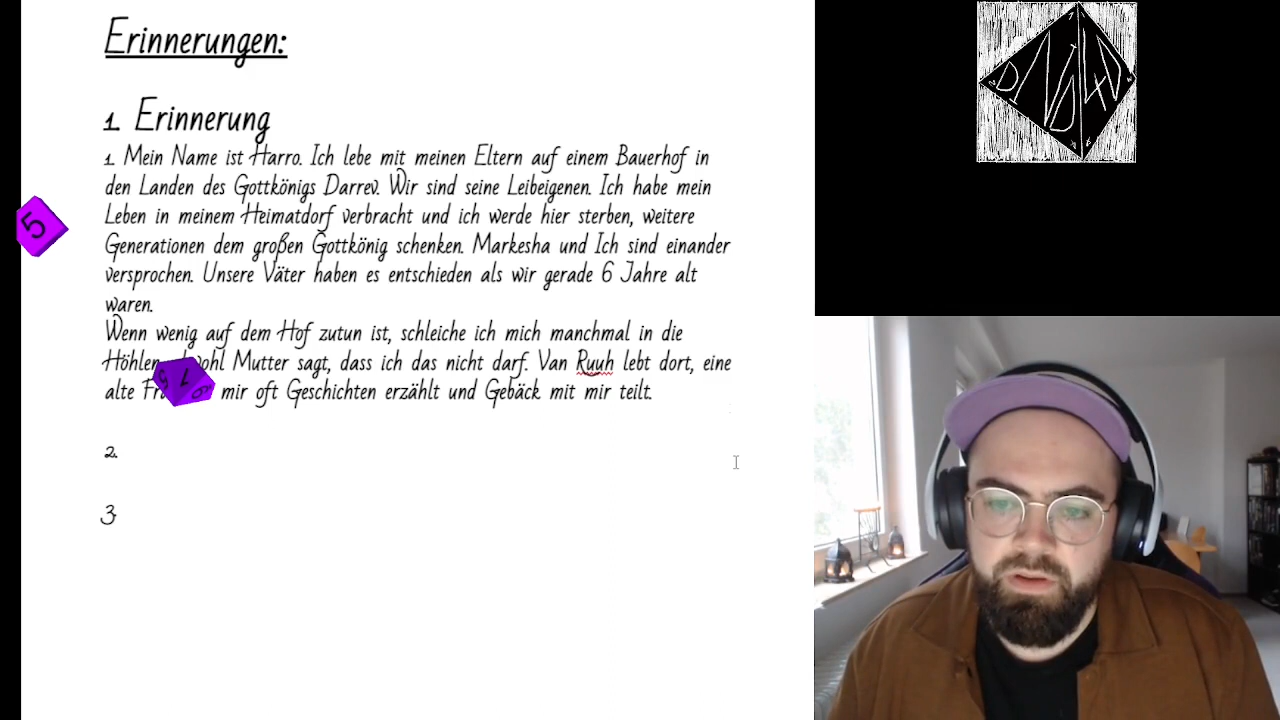 Erinnerungen:
1. Erinnerung
1. Mein Name ist Harro. Ich lebe mit meinen Eltern auf einem Bauerhof in
den Landen des Gottkönigs Darrev. Wir sind seine Leibeigenen. Ich habe mein
Leben in meinem Heimatdorf verbracht und ich werde hier sterben, weitere
Generationen dem großen Gottkönig schenken. Markesha und Ich sind einander
versprochen. Unsere Väter haben es entschieden als wir gerade 6 Jahre alt
waren.
Wenn wenig auf dem Hof zutun ist, schleiche ich mich manchmal in die
Höhlen Mutter sagt, dass ich das nicht darf. Van Ruuh lebt dort, eine
alte mir oft Geschichten erzählt und Gebäck mit mir teilt.
2.
3
5